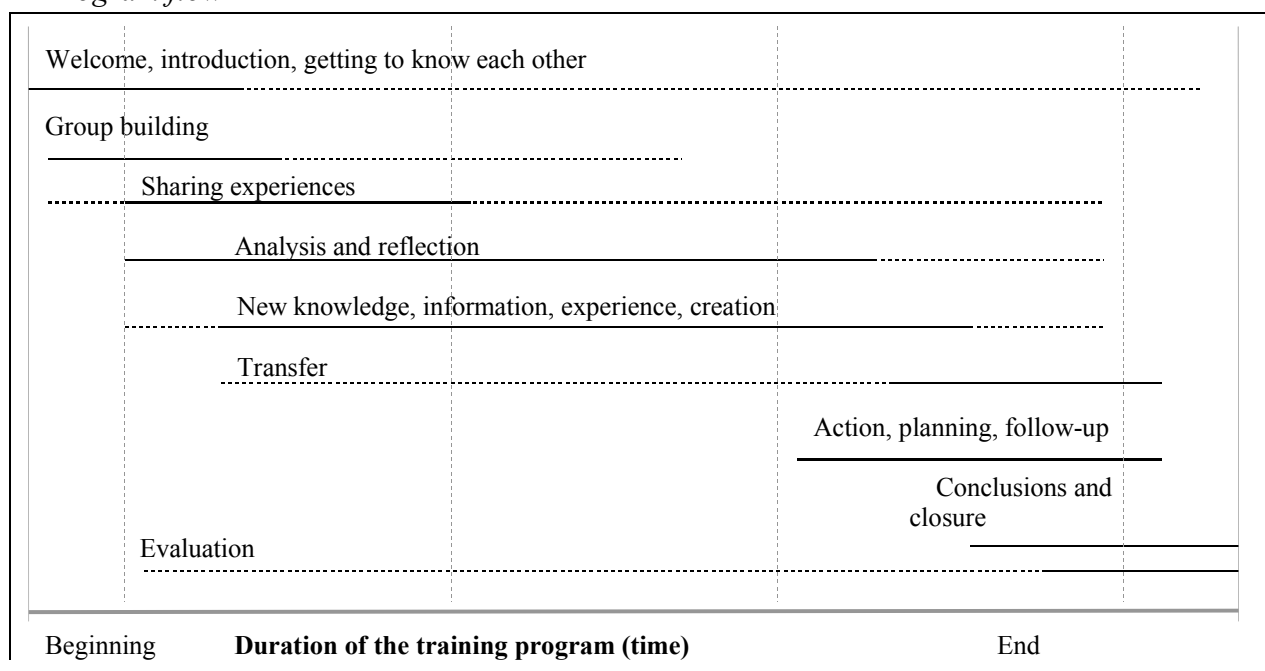 Welcome, introduction, getting to know each other
Group building
Sharing experiences
Analysis and reflection
New knowledge, information, experience, creation
Transfer
Action, planning, follow-up
Conclusions and
closure
Evaluation
Beginning Duration of the training program (time) End